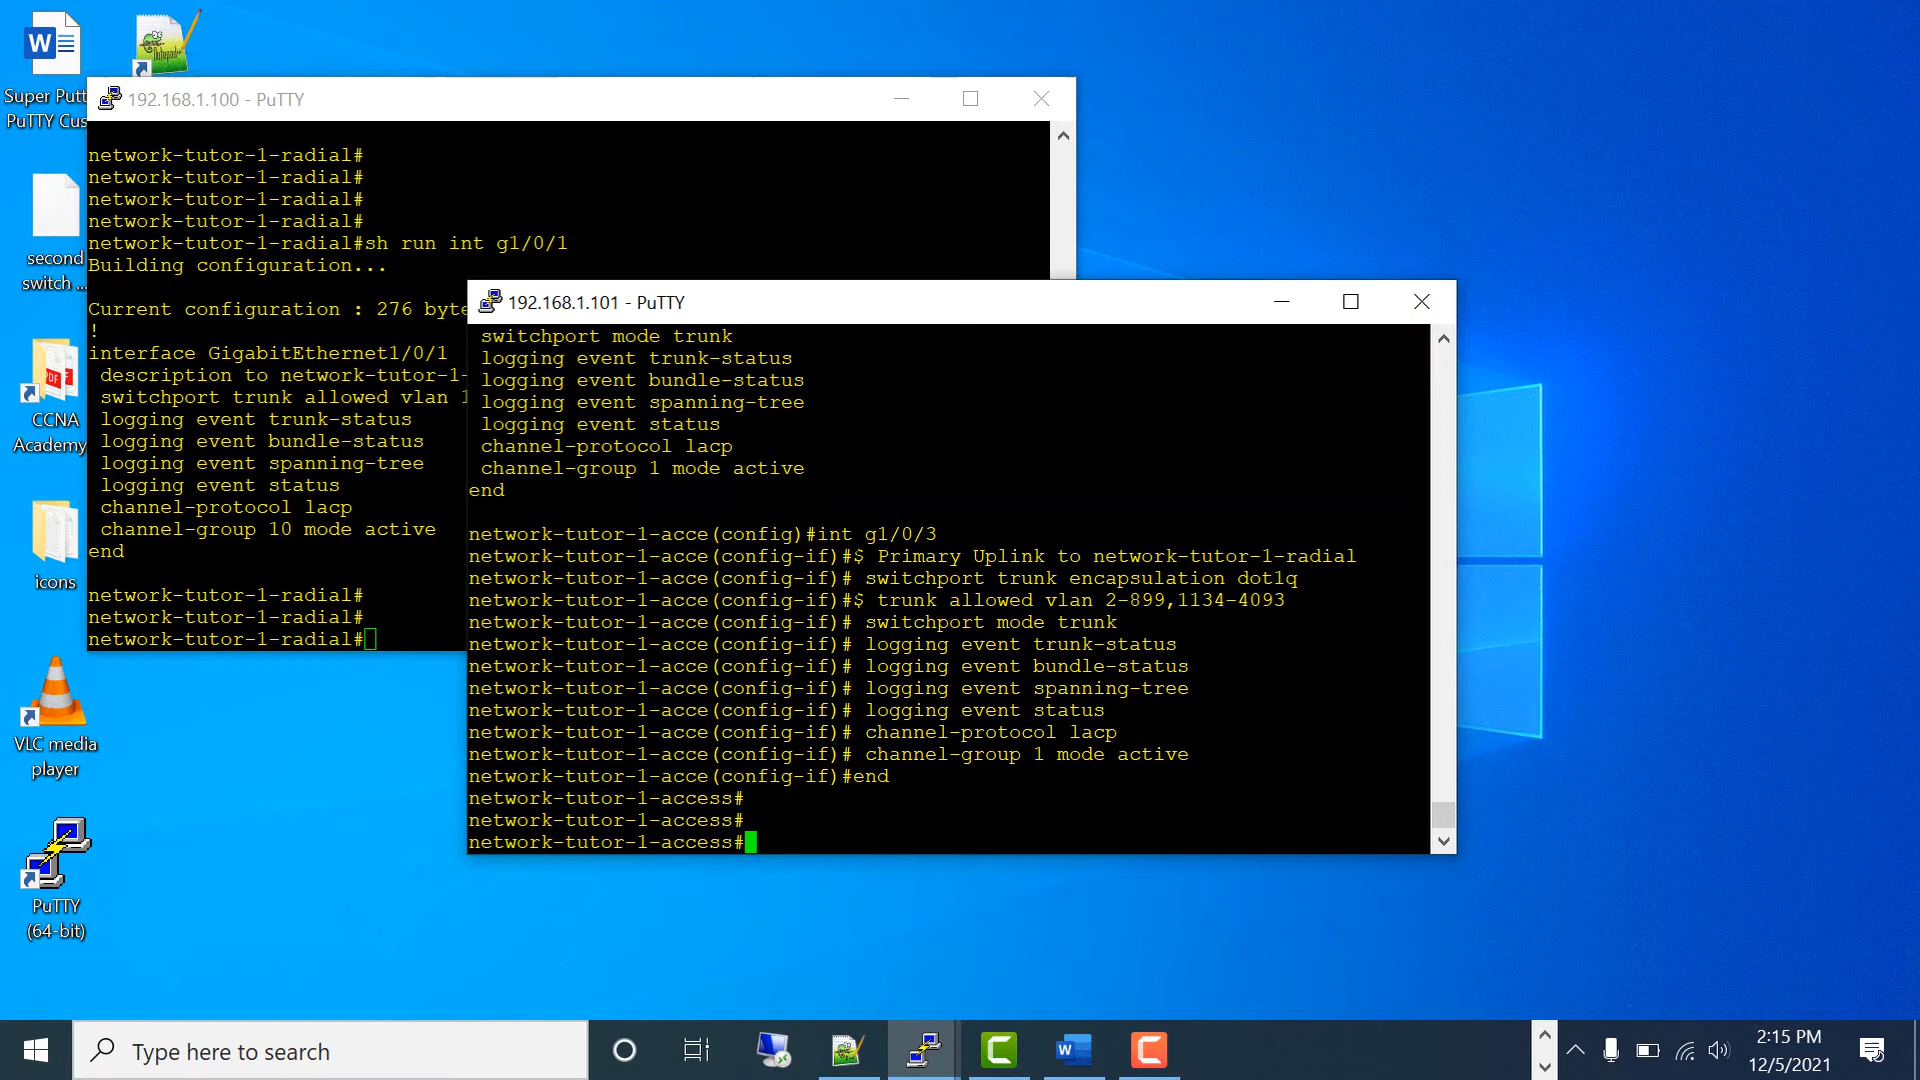 Super Putt
PuTTY Cus
second
switch ...
CCNA
Academy
icons
VLC media
player
PuTTY
(64-bit)
192.168.1.100 - PuTTY
network-tutor-1-radial#
network-tutor-1-radial#
network-tutor-1-radial#
network-tutor-1-radial#
network-tutor-1-radial#sh run int g1/0/1
Building configuration...
Current configuration : 276 byte
!
interface GigabitEthernet1/0/1
description to network-tutor-1-
switchport trunk allowed vlan 1
logging event trunk-status
logging event bundle-status
logging event spanning-tree
logging event status
channel-protocol lacp
channel-group 10 mode active
end
network-tutor-1-radial#
network-tutor-1-radial#
network-tutor-1-radial#
192.168.1.101 - PuTTY
switchport mode trunk
logging event trunk-status
logging event bundle-status
logging event spanning-tree
logging event status
channel-protocol lacp
channel-group 1 mode active
end
network-tutor-1-acce(config)#int g1/0/3
network-tutor-1-acce(config-if)#$ Primary Uplink to network-tutor-1-radial
network-tutor-1-acce(config-if)# switchport trunk encapsulation dot1q
network-tutor-1-acce(config-if)#$ trunk allowed vlan 2-899,1134-4093
network-tutor-1-acce(config-if)# switchport mode trunk
network-tutor-1-acce(config-if)# logging event trunk-status
network-tutor-1-acce(config-if)# logging event bundle-status
network-tutor-1-acce(config-if)# logging event spanning-tree
network-tutor-1-acce(config-if)# logging event status
network-tutor-1-acce(config-if)# channel-protocol lacp
network-tutor-1-acce(config-if)# channel-group 1 mode active
network-tutor-1-acce(config-if)#end
network-tutor-1-access#
network-tutor-1-access#
network-tutor-1-access#
Type here to search
2:15 PM
12/5/2021